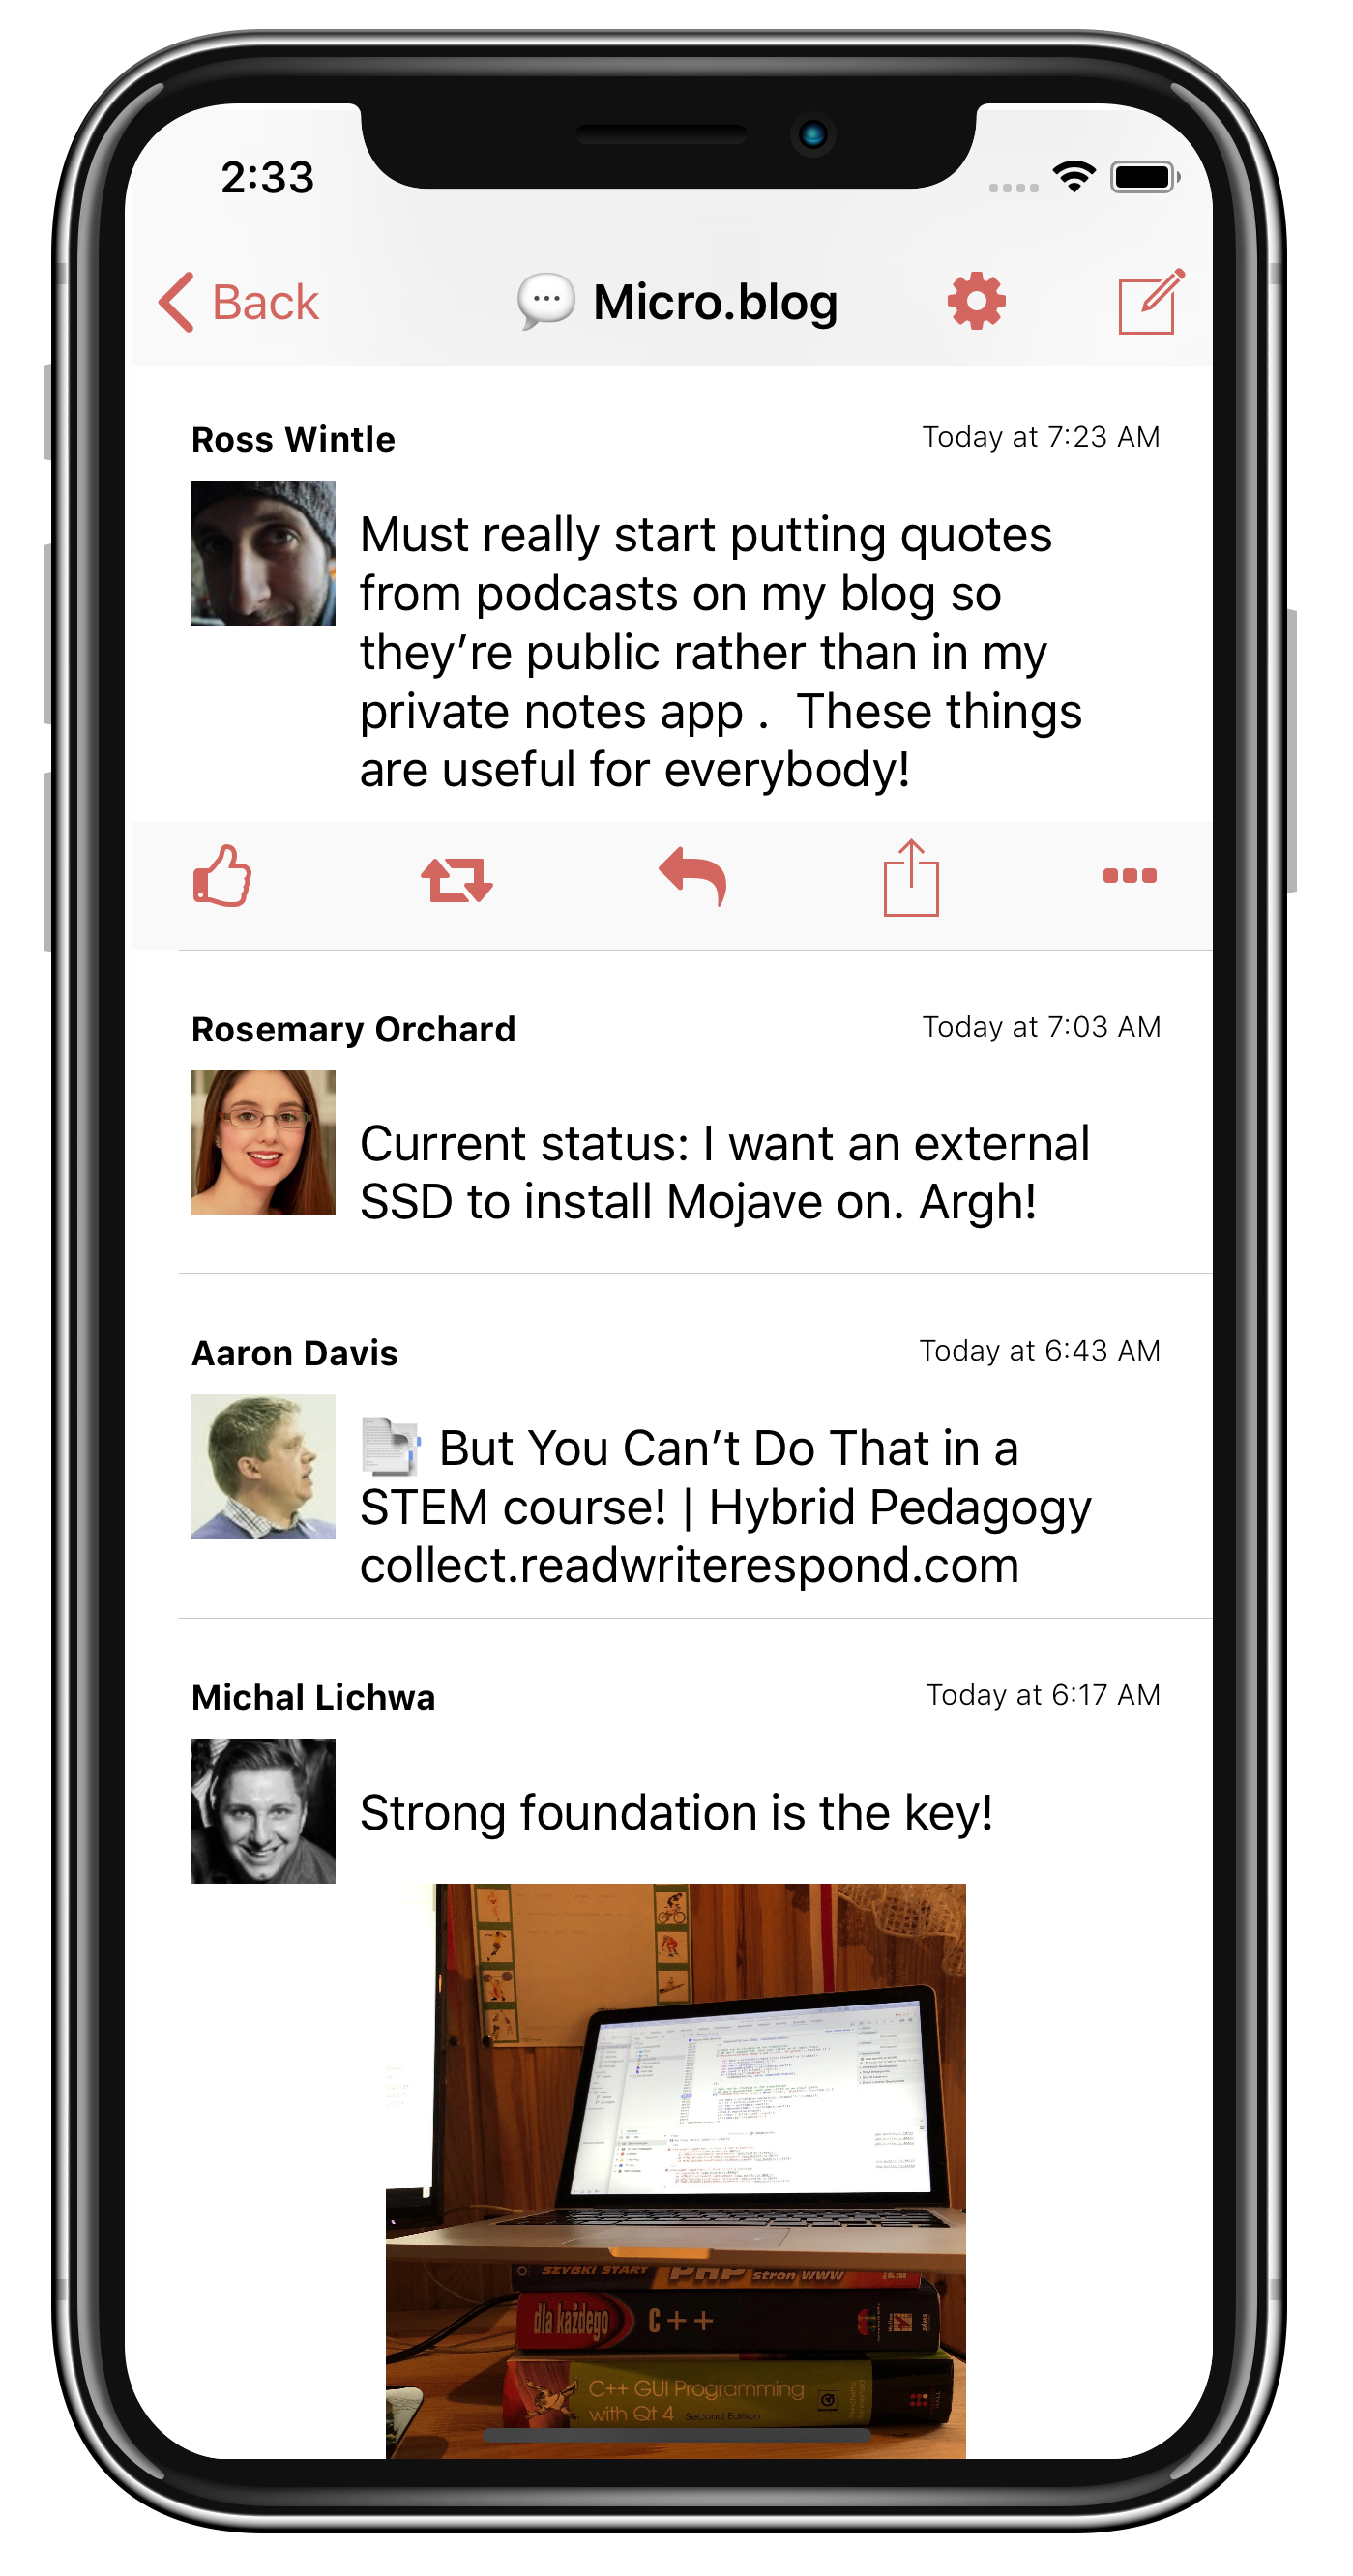 2:33
Back
Micro.blog
Ross Wintle
Today at 7:23 AM
Must really start putting quotes
from podcasts on my blog so
they’re public rather than in my
private notes app .  These things
are useful for everybody!
Rosemary Orchard
Today at 7:03 AM
Current status: I want an external
SSD to install Mojave on. Argh!
Aaron Davis
Today at 6:43 AM
But You Can’t Do That in a
STEM course! | Hybrid Pedagogy
collect.readwriterespond.com
Michal Lichwa
Today at 6:17 AM
Strong foundation is the key!
SZYBKI START PHP stron WWW
dla każdego C++
C++ GUI Programming
with Qt 4 Second Edition